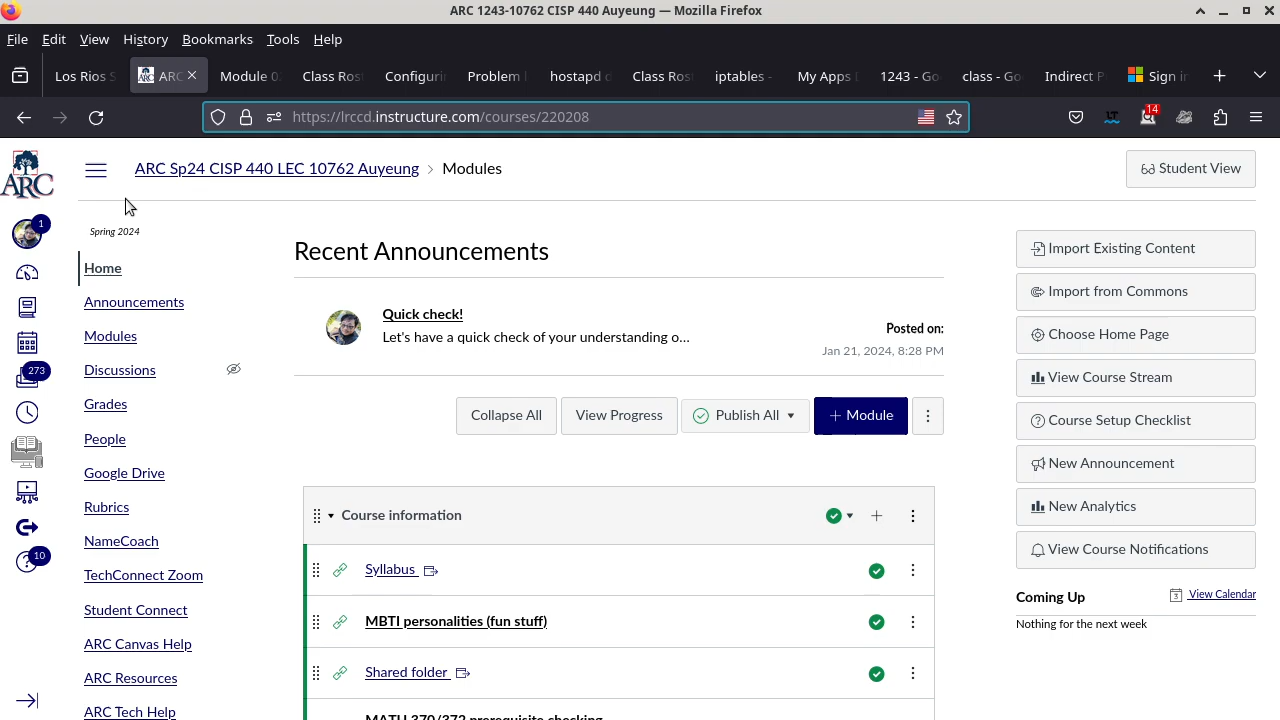 ARC 1243-10762 CISP 440 Auyeung — Mozilla Firefox
File Edit View History Bookmarks Tools Help
Los Rios S ARC Module 02 Class Ros Configuri Problem hostapd Class Ros iptables - My Apps 1243 - Go class - Go Indirect P Sign in
https://lrccd.instructure.com/courses/220208
14
ARC
ARC Sp24 CISP 440 LEC 10762 Auyeung > Modules
Student View
1
273
10
Spring 2024
Home
Announcements
Modules
Discussions
Grades
People
Google Drive
Rubrics
NameCoach
TechConnect Zoom
Student Connect
ARC Canvas Help
ARC Resources
ARC Tech Help
Recent Announcements
Quick check!
Let's have a quick check of your understanding o...
Posted on:
Jan 21, 2024, 8:28 PM
Collapse All View Progress Publish All + Module
Course information
Syllabus
MBTI personalities (fun stuff)
Shared folder
MATH 370/372 prerequisite checking
Import Existing Content
Import from Commons
Choose Home Page
View Course Stream
Course Setup Checklist
New Announcement
New Analytics
View Course Notifications
Coming Up
View Calendar
Nothing for the next week